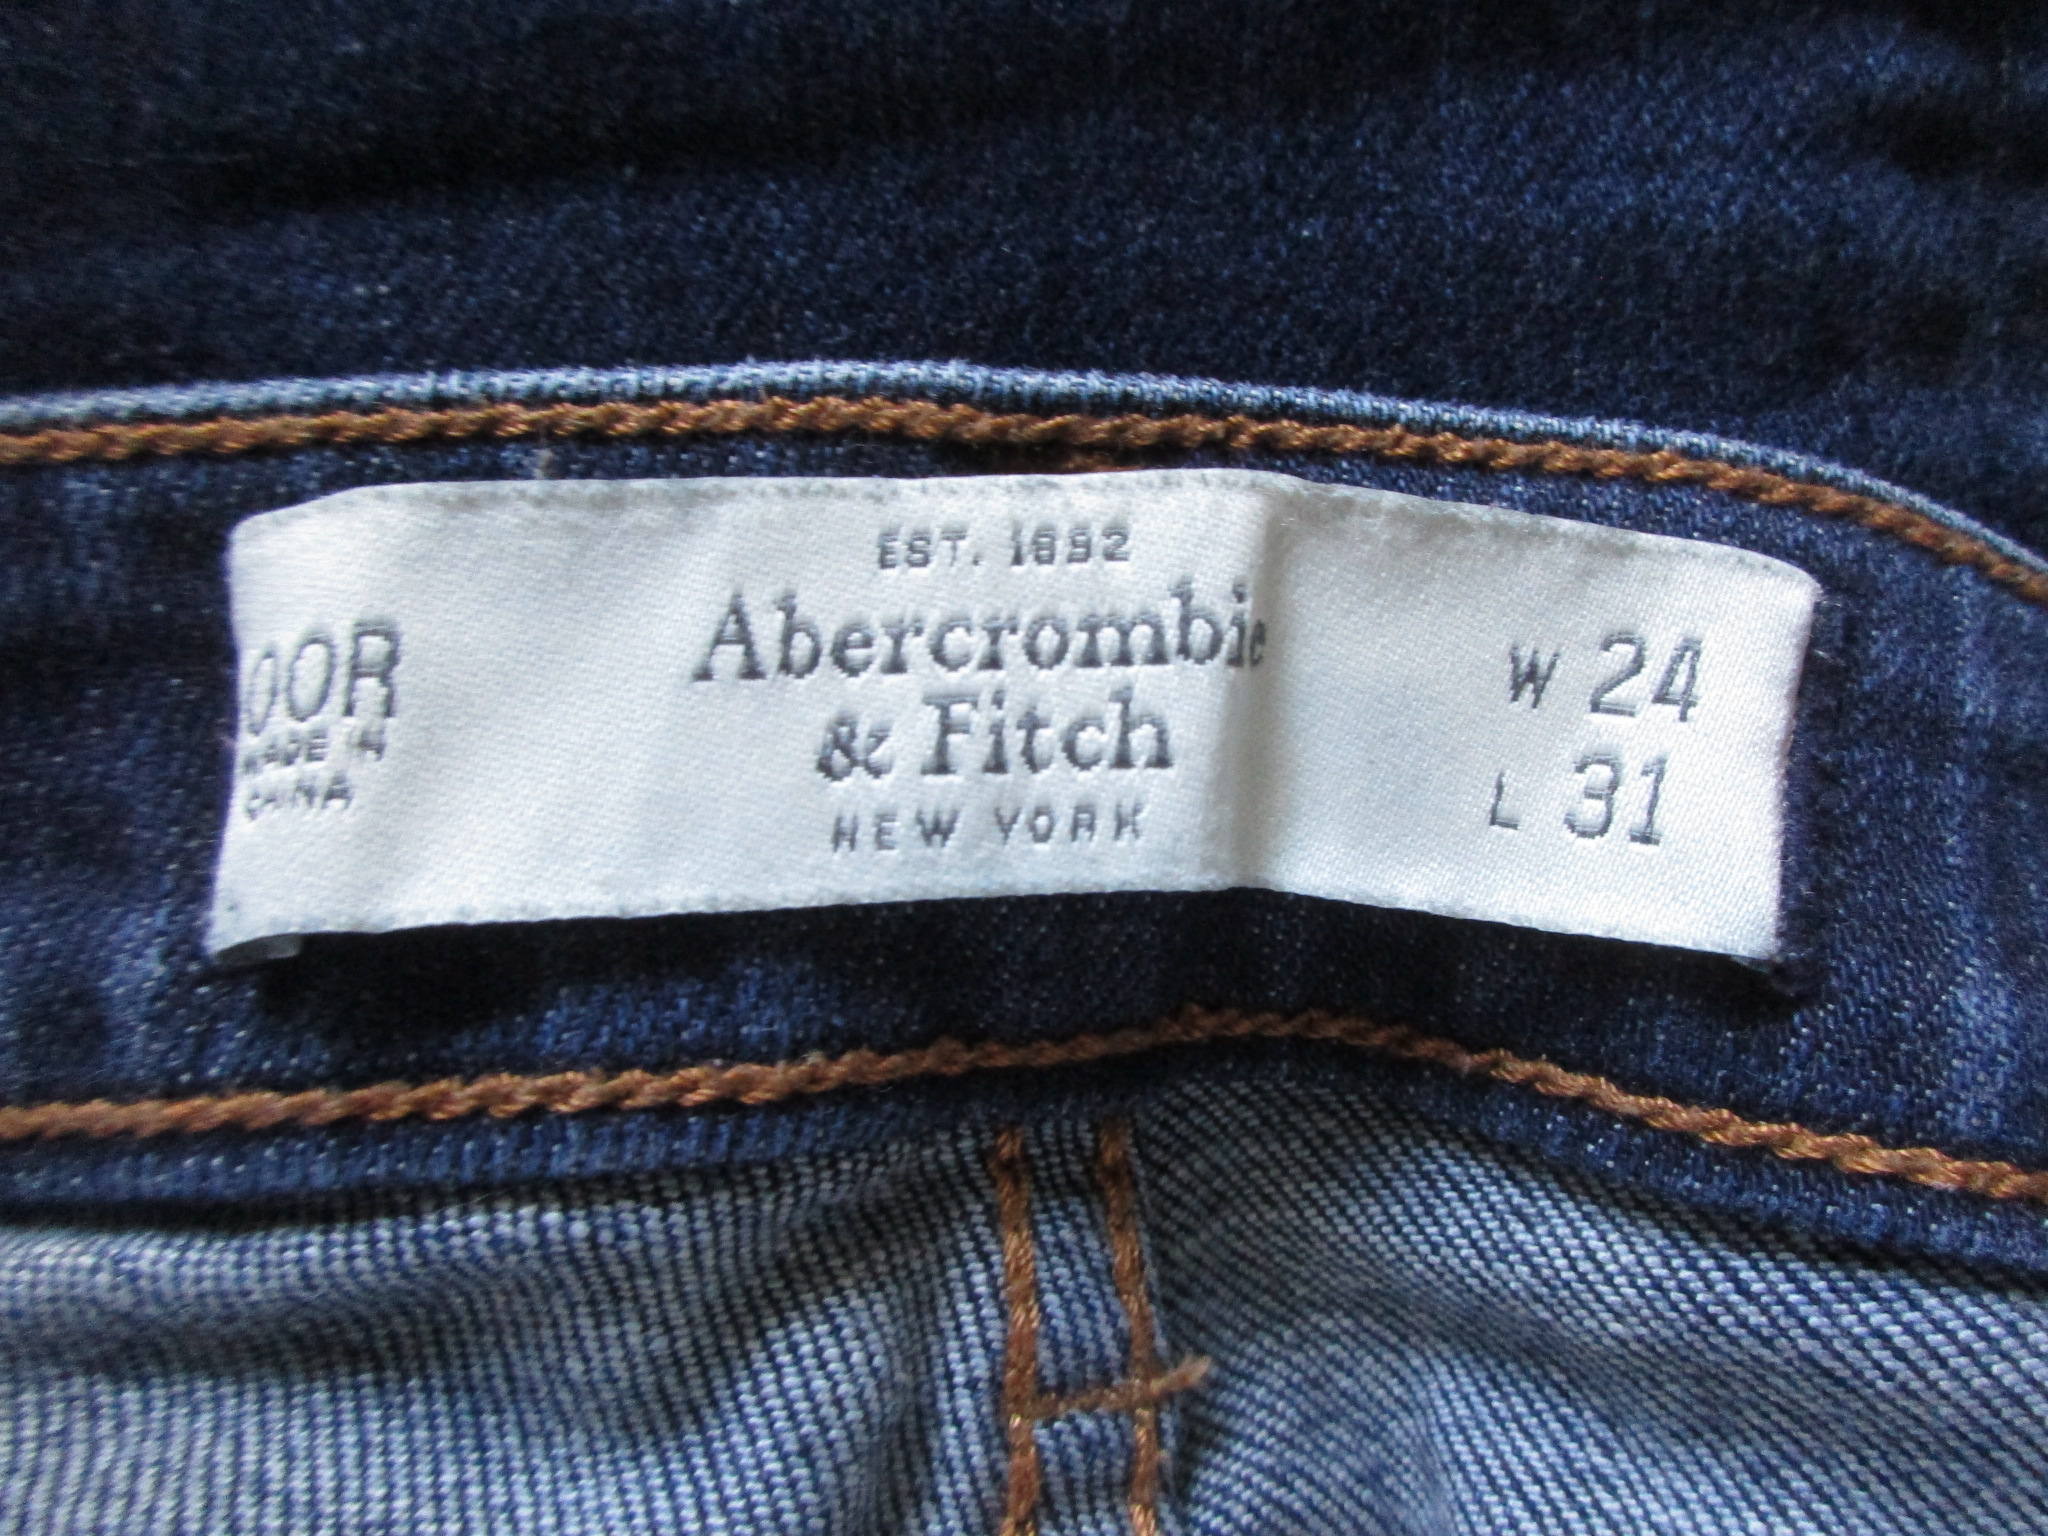 00R
MADE IN
CHINA
EST. 1892
Abercrombie
& Fitch
NEW YORK
W 24
L 31